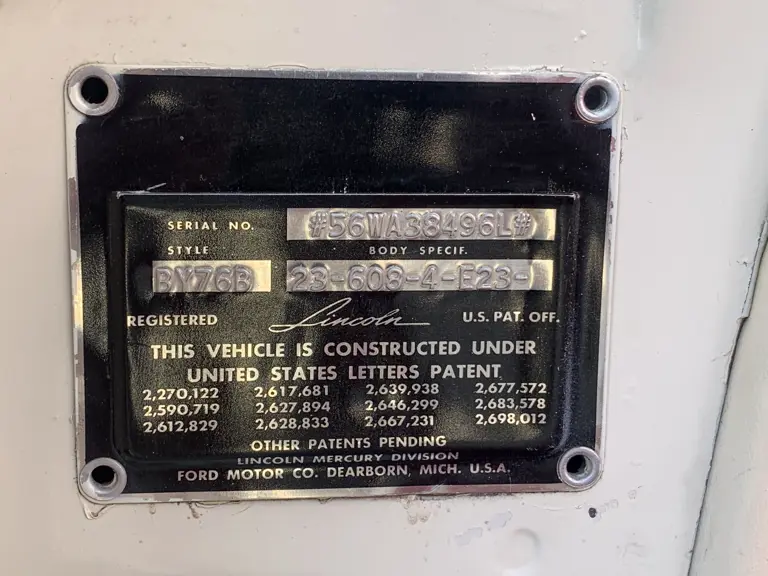 SERIAL NO. #56WA38496L#
STYLE BODY SPECIF.
BY76B 23-608-4-E23-
REGISTERED Lincoln U.S. PAT. OFF.
THIS VEHICLE IS CONSTRUCTED UNDER
UNITED STATES LETTERS PATENT
2,270,122 2,617,681 2,639,938 2,677,572
2,590,719 2,627,894 2,646,299 2,683,578
2,612,829 2,628,833 2,667,231 2,698,012
OTHER PATENTS PENDING
LINCOLN MERCURY DIVISION
FORD MOTOR CO. DEARBORN, MICH. U.S.A.